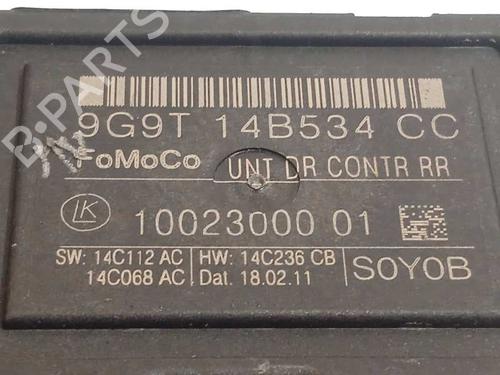 B-PARTS
9G9T 14B534 CC
FoMoCo UNT DR CONTR RR
LK 10023000 01
SW: 14C112 AC HW: 14C236 CB
14C068 AC Dat. 18.02.11 SOYOB